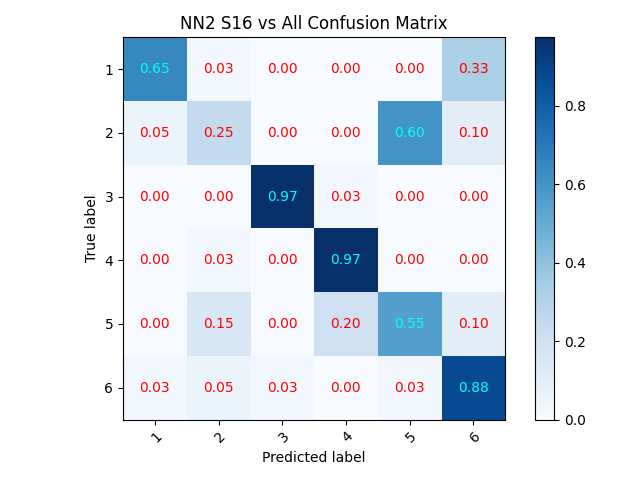 NN2 S16 vs All Confusion Matrix
1 0.65 0.03 0.00 0.00 0.00 0.33
2 0.05 0.25 0.00 0.00 0.60 0.10
3 0.00 0.00 0.97 0.03 0.00 0.00
4 0.00 0.03 0.00 0.97 0.00 0.00
5 0.00 0.15 0.00 0.20 0.55 0.10
6 0.03 0.05 0.03 0.00 0.03 0.88
1 2 3 4 5 6
True label
Predicted label
0.8
0.6
0.4
0.2
0.0